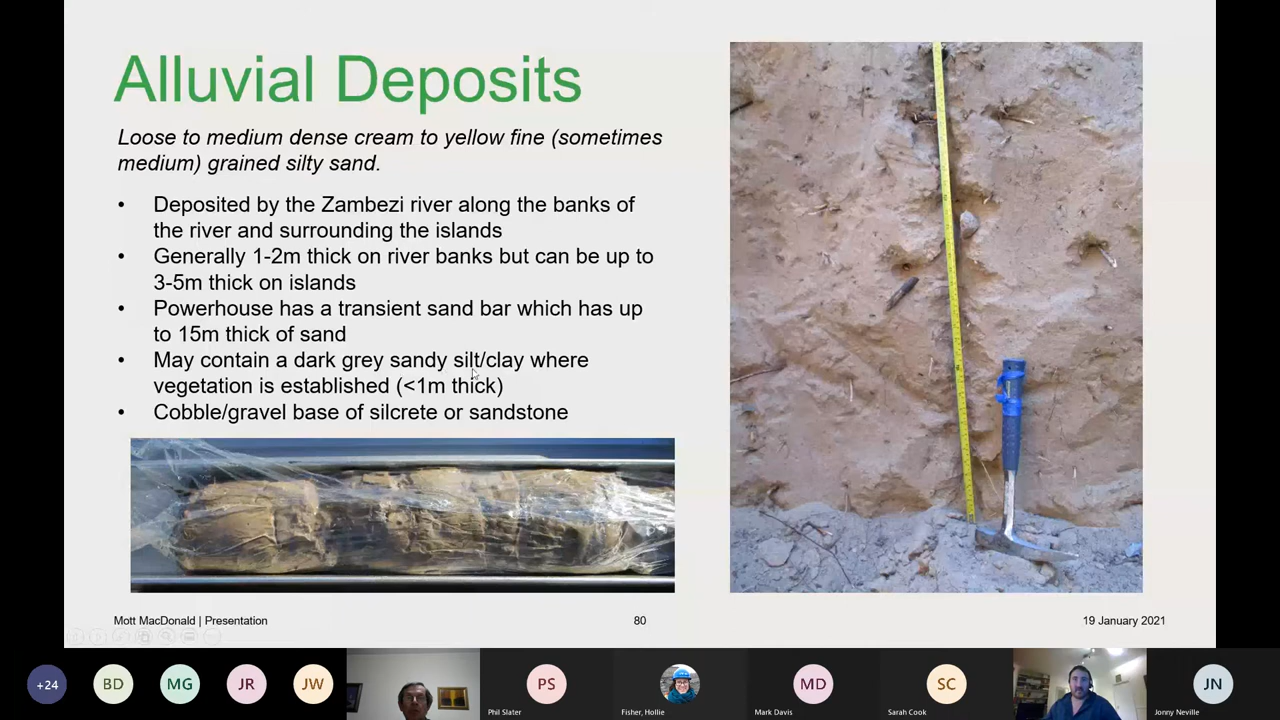 Alluvial Deposits
Loose to medium dense cream to yellow fine (sometimes
medium) grained silty sand.
• Deposited by the Zambezi river along the banks of
the river and surrounding the islands
• Generally 1-2m thick on river banks but can be up to
3-5m thick on islands
• Powerhouse has a transient sand bar which has up
to 15m thick of sand
• May contain a dark grey sandy silt/clay where
vegetation is established (<1m thick)
• Cobble/gravel base of silcrete or sandstone
Mott MacDonald | Presentation
80
19 January 2021
+24
BD
MG
JR
JW
PS
MD
SC
JN
Phil Slater
Fisher, Hollie
Mark Davis
Sarah Cook
Jonny Neville